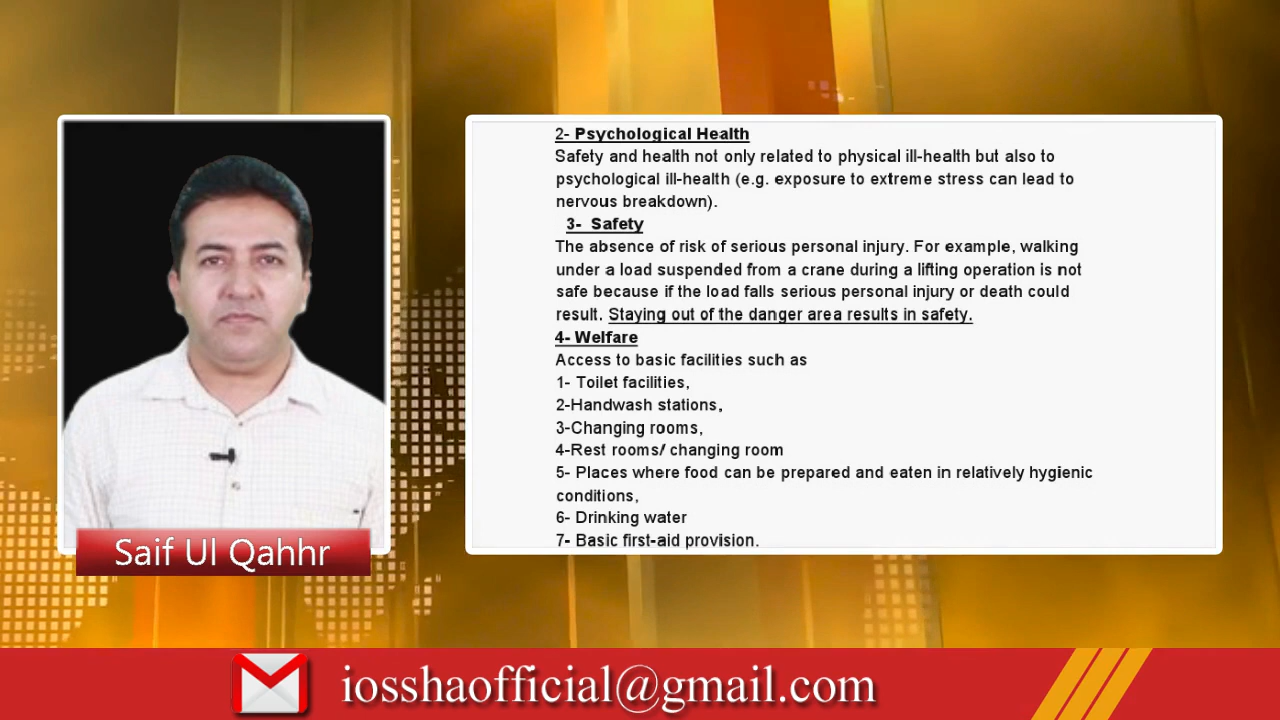 2- Psychological Health
Safety and health not only related to physical ill-health but also to
psychological ill-health (e.g. exposure to extreme stress can lead to
nervous breakdown).
3- Safety
The absence of risk of serious personal injury. For example, walking
under a load suspended from a crane during a lifting operation is not
safe because if the load falls serious personal injury or death could
result. Staying out of the danger area results in safety.
4- Welfare
Access to basic facilities such as
1- Toilet facilities,
2-Handwash stations,
3-Changing rooms,
4-Rest rooms/ changing room
5- Places where food can be prepared and eaten in relatively hygienic
conditions,
6- Drinking water
7- Basic first-aid provision.
Saif Ul Qahhr
iosshaofficial@gmail.com